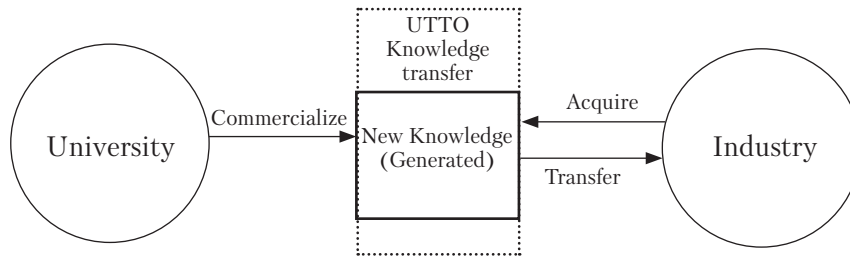 UTTO
Knowledge
transfer
Commercialize
Acquire
University
New Knowledge
(Generated)
Industry
Transfer